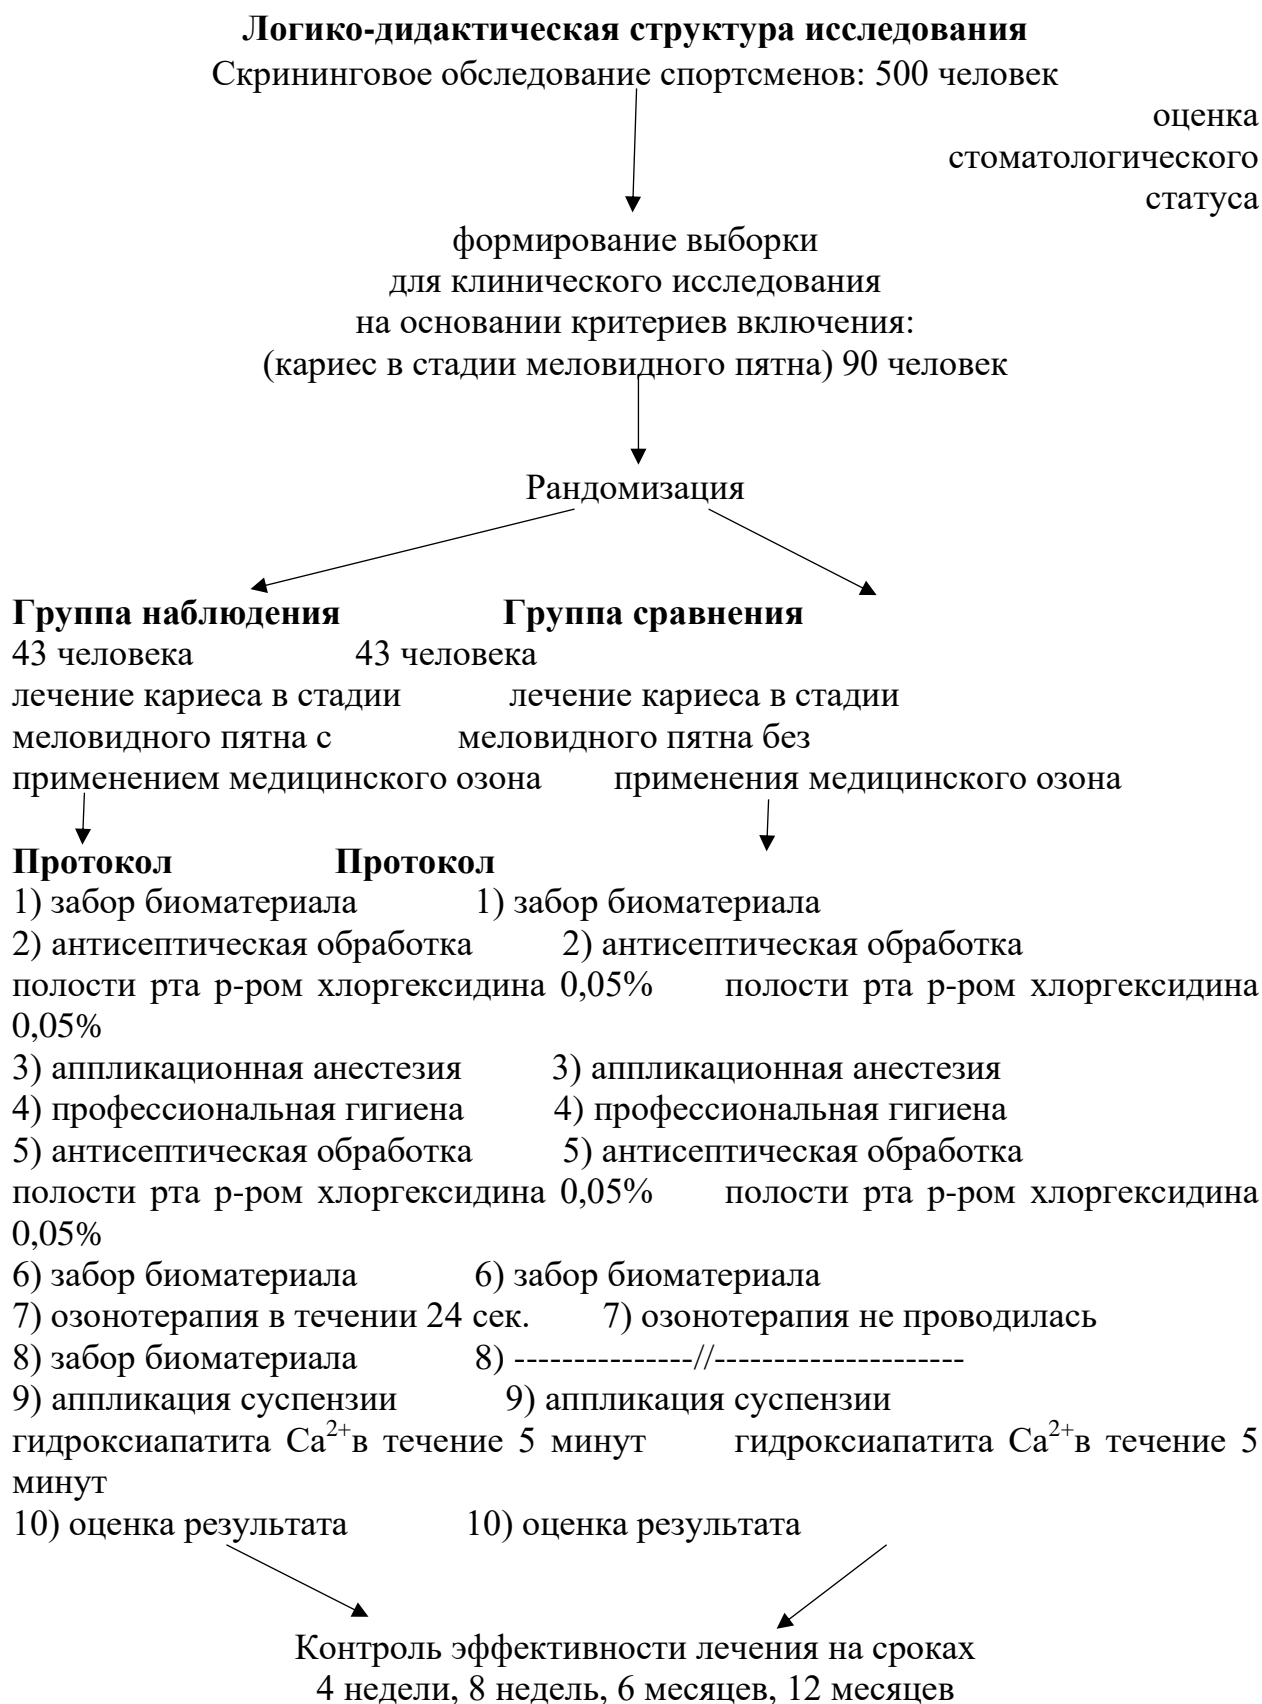 Логико-дидактическая структура исследования
Скрининговое обследование спортсменов: 500 человек
оценка
стоматологического
статуса
формирование выборки
для клинического исследования
на основании критериев включения:
(кариес в стадии меловидного пятна) 90 человек
Рандомизация
Группа наблюдения Группа сравнения
43 человека 43 человека
лечение кариеса в стадии лечение кариеса в стадии
меловидного пятна с меловидного пятна без
применением медицинского озона применения медицинского озона
Протокол Протокол
1) забор биоматериала 1) забор биоматериала
2) антисептическая обработка 2) антисептическая обработка
полости рта р-ром хлоргексидина 0,05% полости рта р-ром хлоргексидина
0,05%
3) аппликационная анестезия 3) аппликационная анестезия
4) профессиональная гигиена 4) профессиональная гигиена
5) антисептическая обработка 5) антисептическая обработка
полости рта р-ром хлоргексидина 0,05% полости рта р-ром хлоргексидина
0,05%
6) забор биоматериала 6) забор биоматериала
7) озонотерапия в течении 24 сек. 7) озонотерапия не проводилась
8) забор биоматериала 8) ---------------//---------------------
9) аппликация суспензии 9) аппликация суспензии
гидроксиапатита Ca²⁺в течение 5 минут гидроксиапатита Ca²⁺в течение 5
минут
10) оценка результата 10) оценка результата
Контроль эффективности лечения на сроках
4 недели, 8 недель, 6 месяцев, 12 месяцев